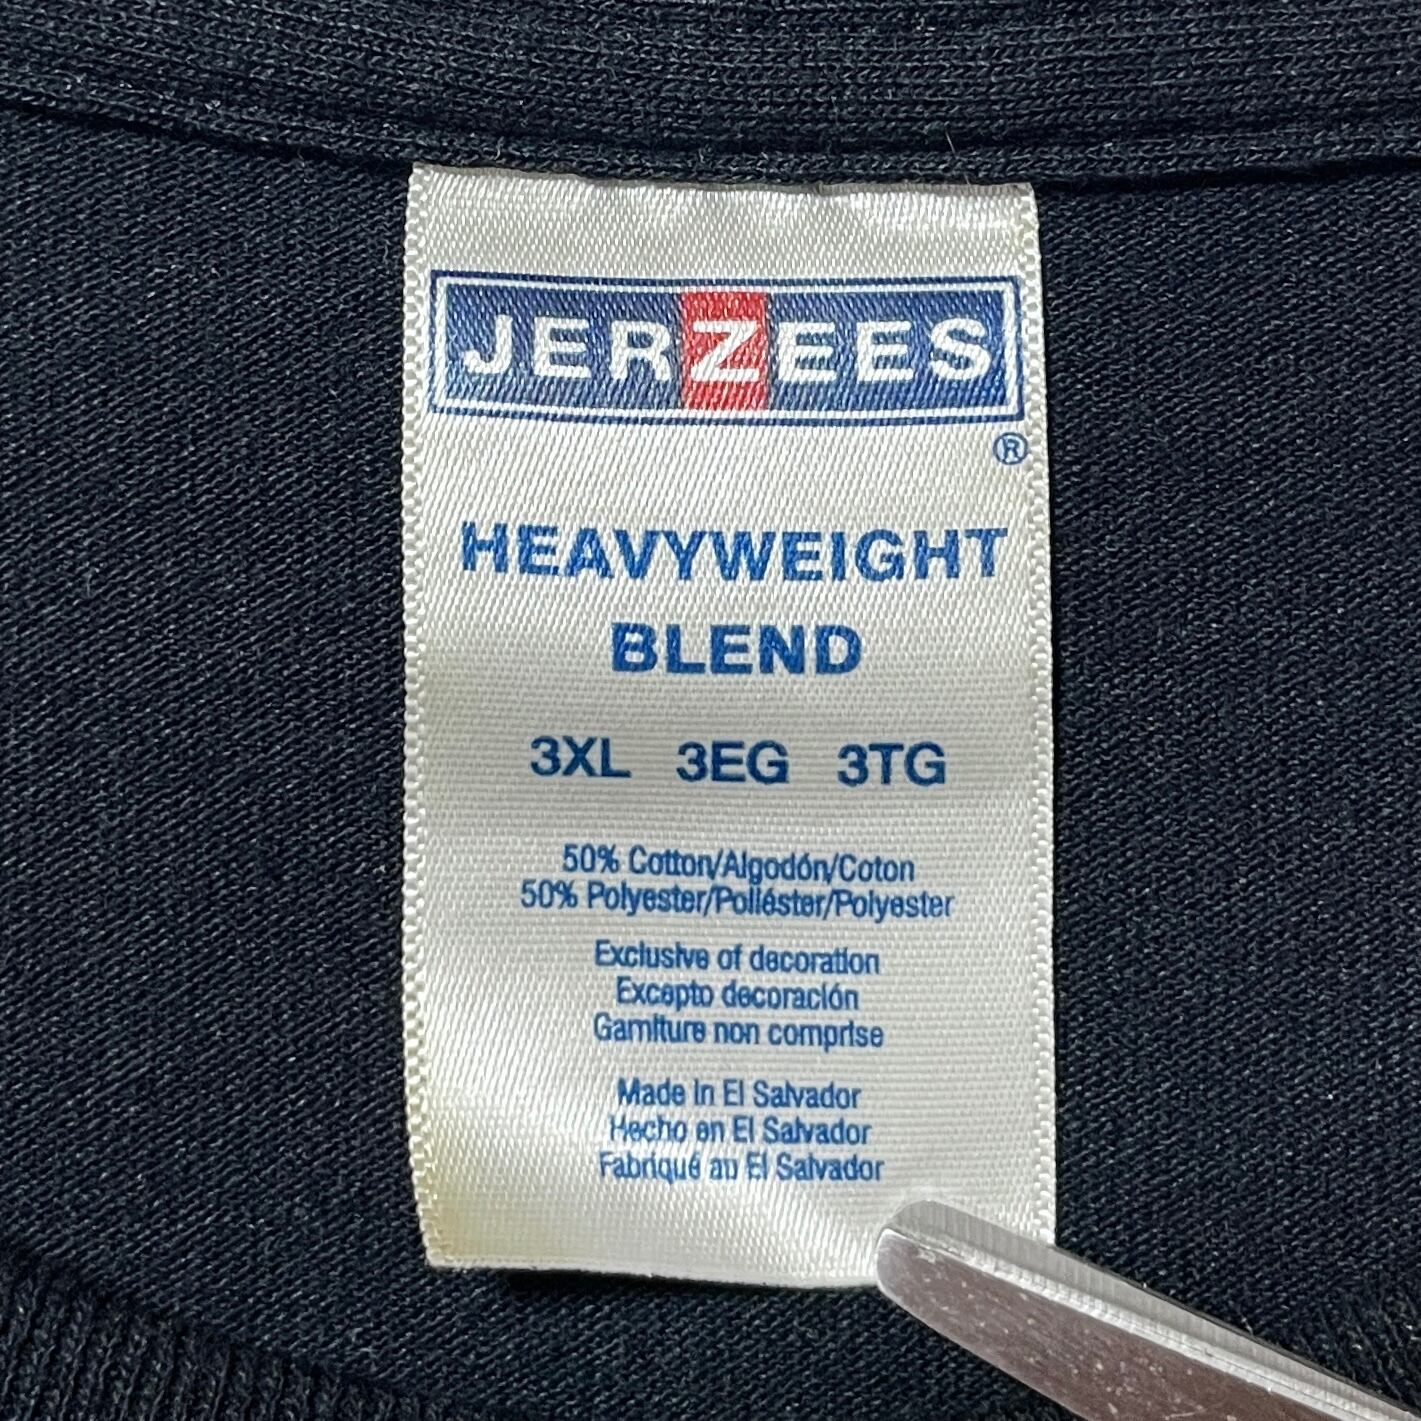 JERZEES
®
HEAVYWEIGHT
BLEND
3XL 3EG 3TG
50% Cotton/Algodón/Coton
50% Polyester/Poliéster/Polyester
Exclusive of decoration
Excepto decoración
Garniture non comprise
Made in El Salvador
Hecho en El Salvador
Fabriqué au El Salvador